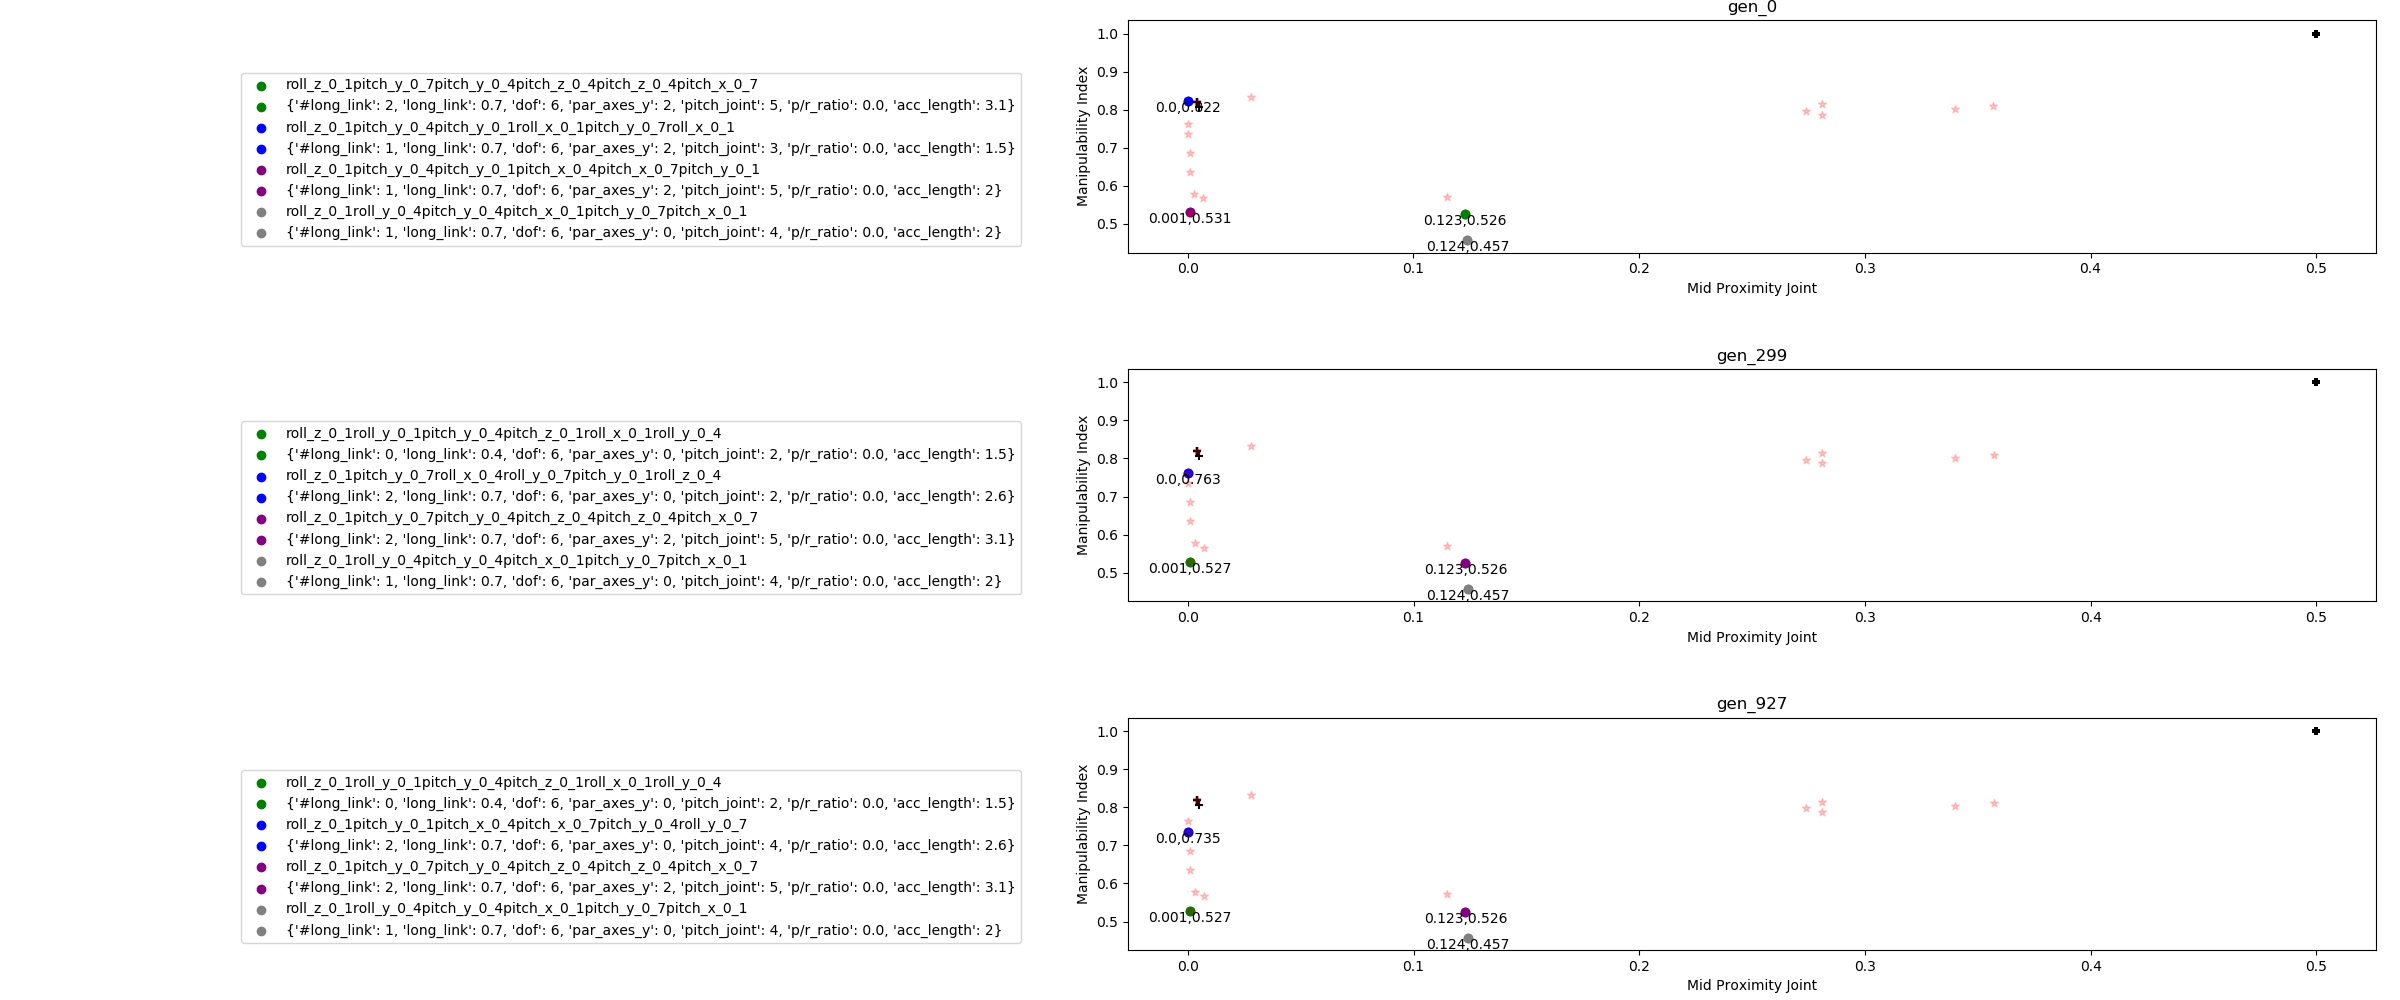 gen_0
roll_z_0_1pitch_y_0_7pitch_y_0_4pitch_z_0_4pitch_z_0_4pitch_x_0_7
{'#long_link': 2, 'long_link': 0.7, 'dof': 6, 'par_axes_y': 2, 'pitch_joint': 5, 'p/r_ratio': 0.0, 'acc_length': 3.1}
roll_z_0_1pitch_y_0_4pitch_y_0_1roll_x_0_1pitch_y_0_7roll_x_0_1
{'#long_link': 1, 'long_link': 0.7, 'dof': 6, 'par_axes_y': 2, 'pitch_joint': 3, 'p/r_ratio': 0.0, 'acc_length': 1.5}
roll_z_0_1pitch_y_0_4pitch_y_0_1pitch_x_0_4pitch_x_0_7pitch_y_0_1
{'#long_link': 1, 'long_link': 0.7, 'dof': 6, 'par_axes_y': 2, 'pitch_joint': 5, 'p/r_ratio': 0.0, 'acc_length': 2}
roll_z_0_1roll_y_0_4pitch_y_0_4pitch_x_0_1pitch_y_0_7pitch_x_0_1
{'#long_link': 1, 'long_link': 0.7, 'dof': 6, 'par_axes_y': 0, 'pitch_joint': 4, 'p/r_ratio': 0.0, 'acc_length': 2}
Manipulability Index
1.0
0.9
0.8
0.7
0.6
0.5
0.001,0.531
0.123,0.526
0.124,0.457
0.0 0.1 0.2 0.3 0.4 0.5
Mid Proximity Joint
gen_299
roll_z_0_1roll_y_0_1pitch_y_0_4pitch_z_0_1roll_x_0_1roll_y_0_4
{'#long_link': 0, 'long_link': 0.4, 'dof': 6, 'par_axes_y': 0, 'pitch_joint': 2, 'p/r_ratio': 0.0, 'acc_length': 1.5}
roll_z_0_1pitch_y_0_7roll_x_0_4roll_y_0_7pitch_y_0_1roll_z_0_4
{'#long_link': 2, 'long_link': 0.7, 'dof': 6, 'par_axes_y': 0, 'pitch_joint': 2, 'p/r_ratio': 0.0, 'acc_length': 2.6}
roll_z_0_1pitch_y_0_7pitch_y_0_4pitch_z_0_4pitch_z_0_4pitch_x_0_7
{'#long_link': 2, 'long_link': 0.7, 'dof': 6, 'par_axes_y': 2, 'pitch_joint': 5, 'p/r_ratio': 0.0, 'acc_length': 3.1}
roll_z_0_1roll_y_0_4pitch_y_0_4pitch_x_0_1pitch_y_0_7pitch_x_0_1
{'#long_link': 1, 'long_link': 0.7, 'dof': 6, 'par_axes_y': 0, 'pitch_joint': 4, 'p/r_ratio': 0.0, 'acc_length': 2}
Manipulability Index
1.0
0.9
0.8
0.7
0.6
0.5
0.0,0.763
0.001,0.527
0.123,0.526
0.124,0.457
0.0 0.1 0.2 0.3 0.4 0.5
Mid Proximity Joint
gen_927
roll_z_0_1roll_y_0_1pitch_y_0_4pitch_z_0_1roll_x_0_1roll_y_0_4
{'#long_link': 0, 'long_link': 0.4, 'dof': 6, 'par_axes_y': 0, 'pitch_joint': 2, 'p/r_ratio': 0.0, 'acc_length': 1.5}
roll_z_0_1pitch_y_0_1pitch_x_0_4pitch_x_0_7pitch_y_0_4roll_y_0_7
{'#long_link': 2, 'long_link': 0.7, 'dof': 6, 'par_axes_y': 0, 'pitch_joint': 4, 'p/r_ratio': 0.0, 'acc_length': 2.6}
roll_z_0_1pitch_y_0_7pitch_y_0_4pitch_z_0_4pitch_z_0_4pitch_x_0_7
{'#long_link': 2, 'long_link': 0.7, 'dof': 6, 'par_axes_y': 2, 'pitch_joint': 5, 'p/r_ratio': 0.0, 'acc_length': 3.1}
roll_z_0_1roll_y_0_4pitch_y_0_4pitch_x_0_1pitch_y_0_7pitch_x_0_1
{'#long_link': 1, 'long_link': 0.7, 'dof': 6, 'par_axes_y': 0, 'pitch_joint': 4, 'p/r_ratio': 0.0, 'acc_length': 2}
Manipulability Index
1.0
0.9
0.8
0.7
0.6
0.5
0.0,0.735
0.001,0.527
0.123,0.526
0.124,0.457
0.0 0.1 0.2 0.3 0.4 0.5
Mid Proximity Joint